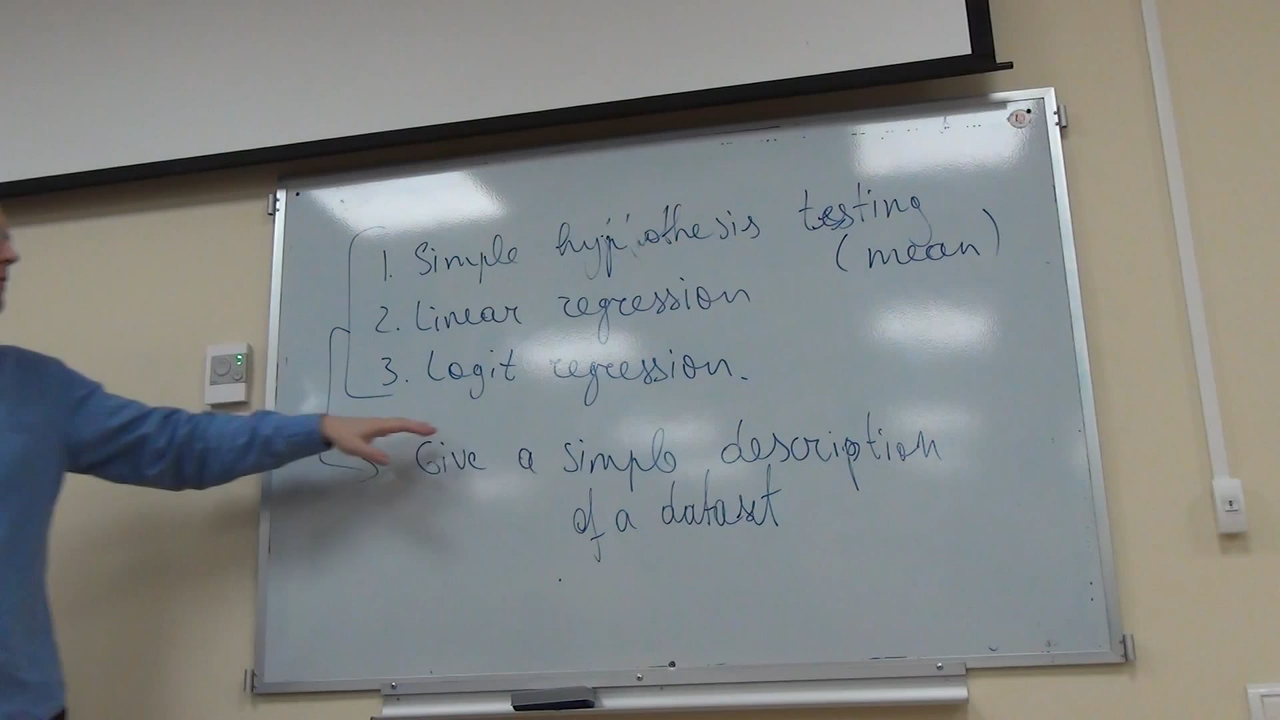 1. Simple hypothesis testing
(mean)
2. Linear regression
3. Logit regression.
Give a simple description
of a dataset